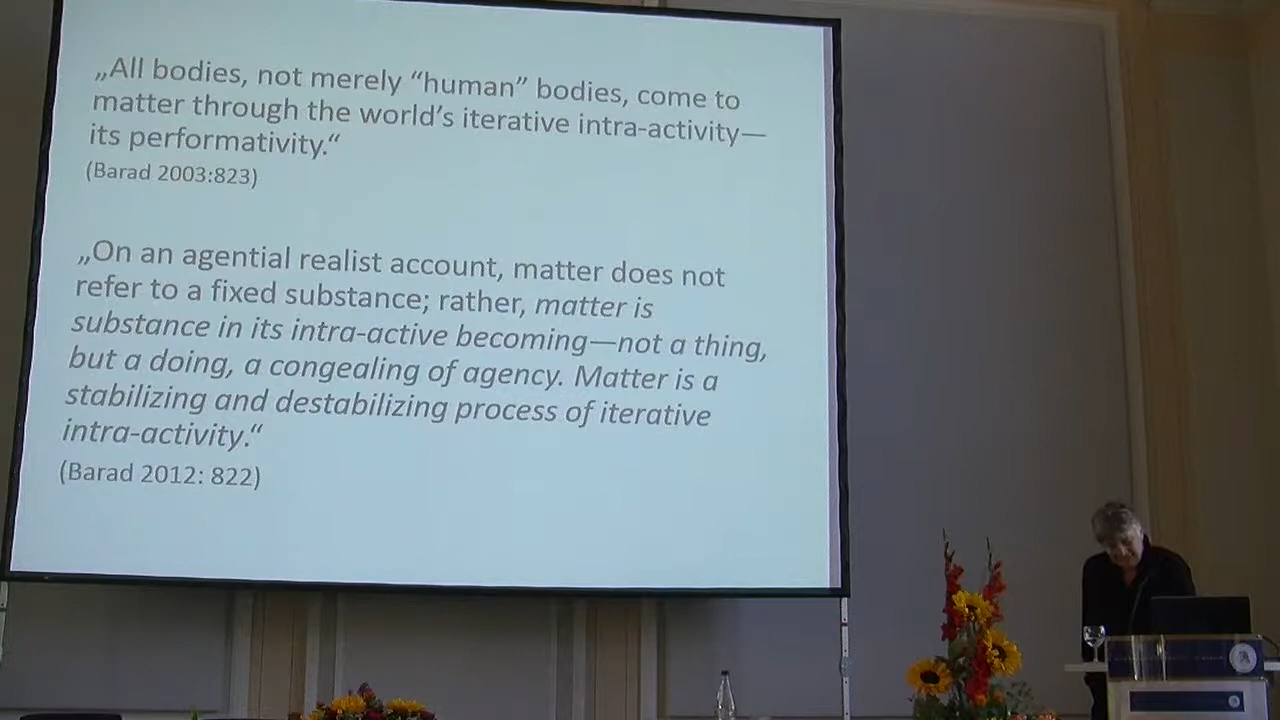 „All bodies, not merely “human” bodies, come to
matter through the world’s iterative intra-activity—
its performativity.“
(Barad 2003:823)
„On an agential realist account, matter does not
refer to a fixed substance; rather, matter is
substance in its intra-active becoming—not a thing,
but a doing, a congealing of agency. Matter is a
stabilizing and destabilizing process of iterative
intra-activity.“
(Barad 2012: 822)